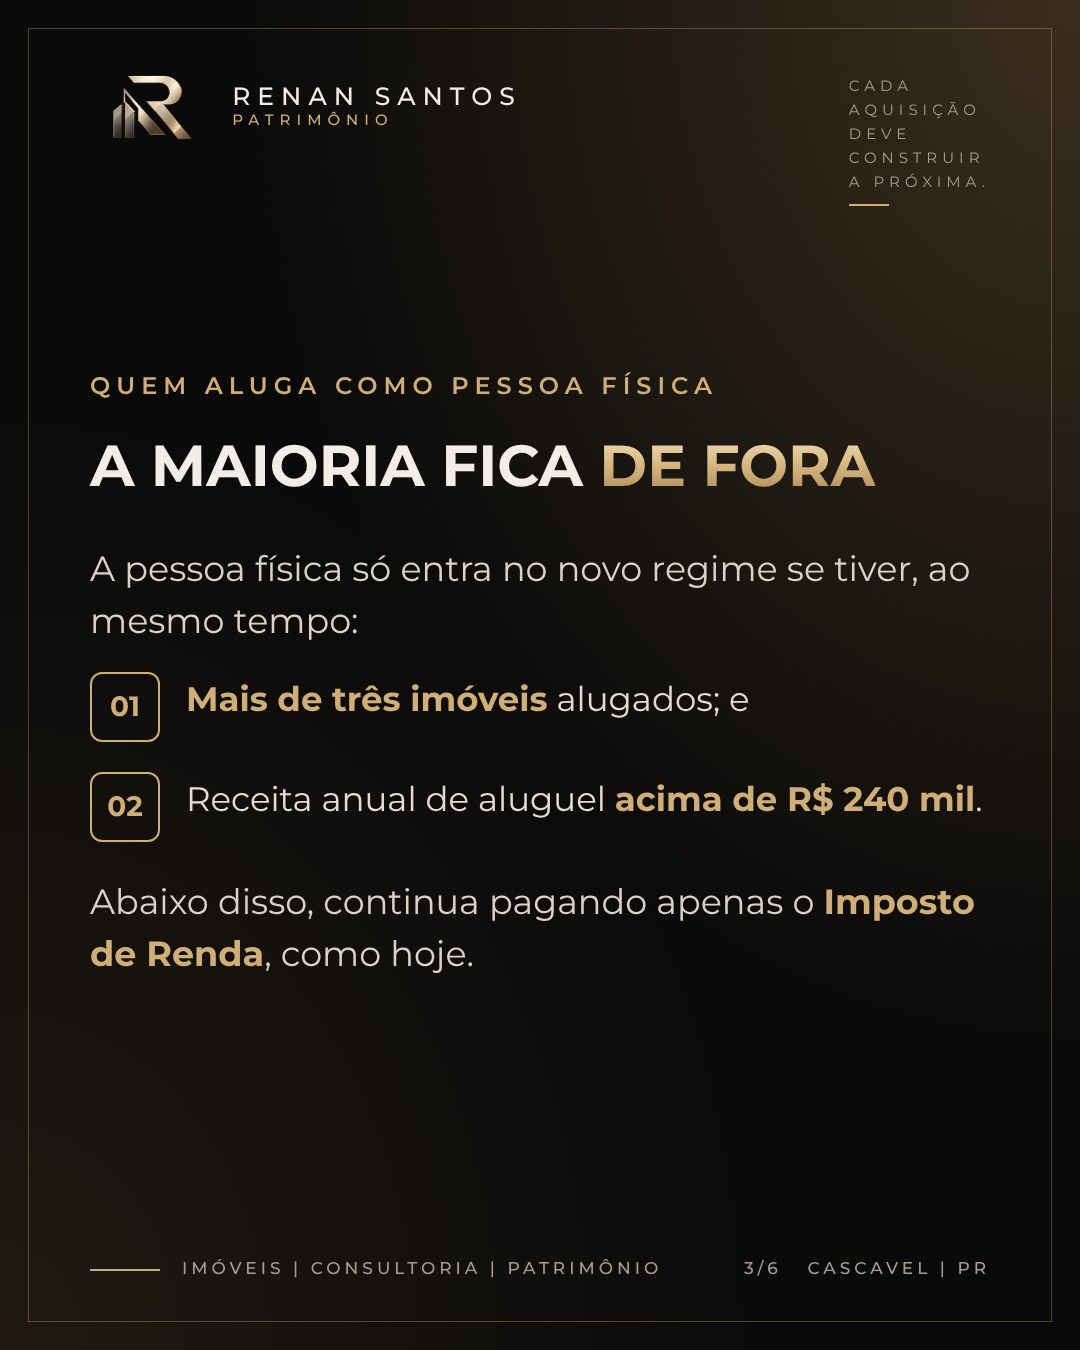 RENAN SANTOS
PATRIMÔNIO
CADA
AQUISIÇÃO
DEVE
CONSTRUIR
A PRÓXIMA.
QUEM ALUGA COMO PESSOA FÍSICA
A MAIORIA FICA DE FORA
A pessoa física só entra no novo regime se tiver, ao
mesmo tempo:
01 Mais de três imóveis alugados; e
02 Receita anual de aluguel acima de R$ 240 mil.
Abaixo disso, continua pagando apenas o Imposto
de Renda, como hoje.
IMÓVEIS | CONSULTORIA | PATRIMÔNIO 3/6 CASCAVEL | PR